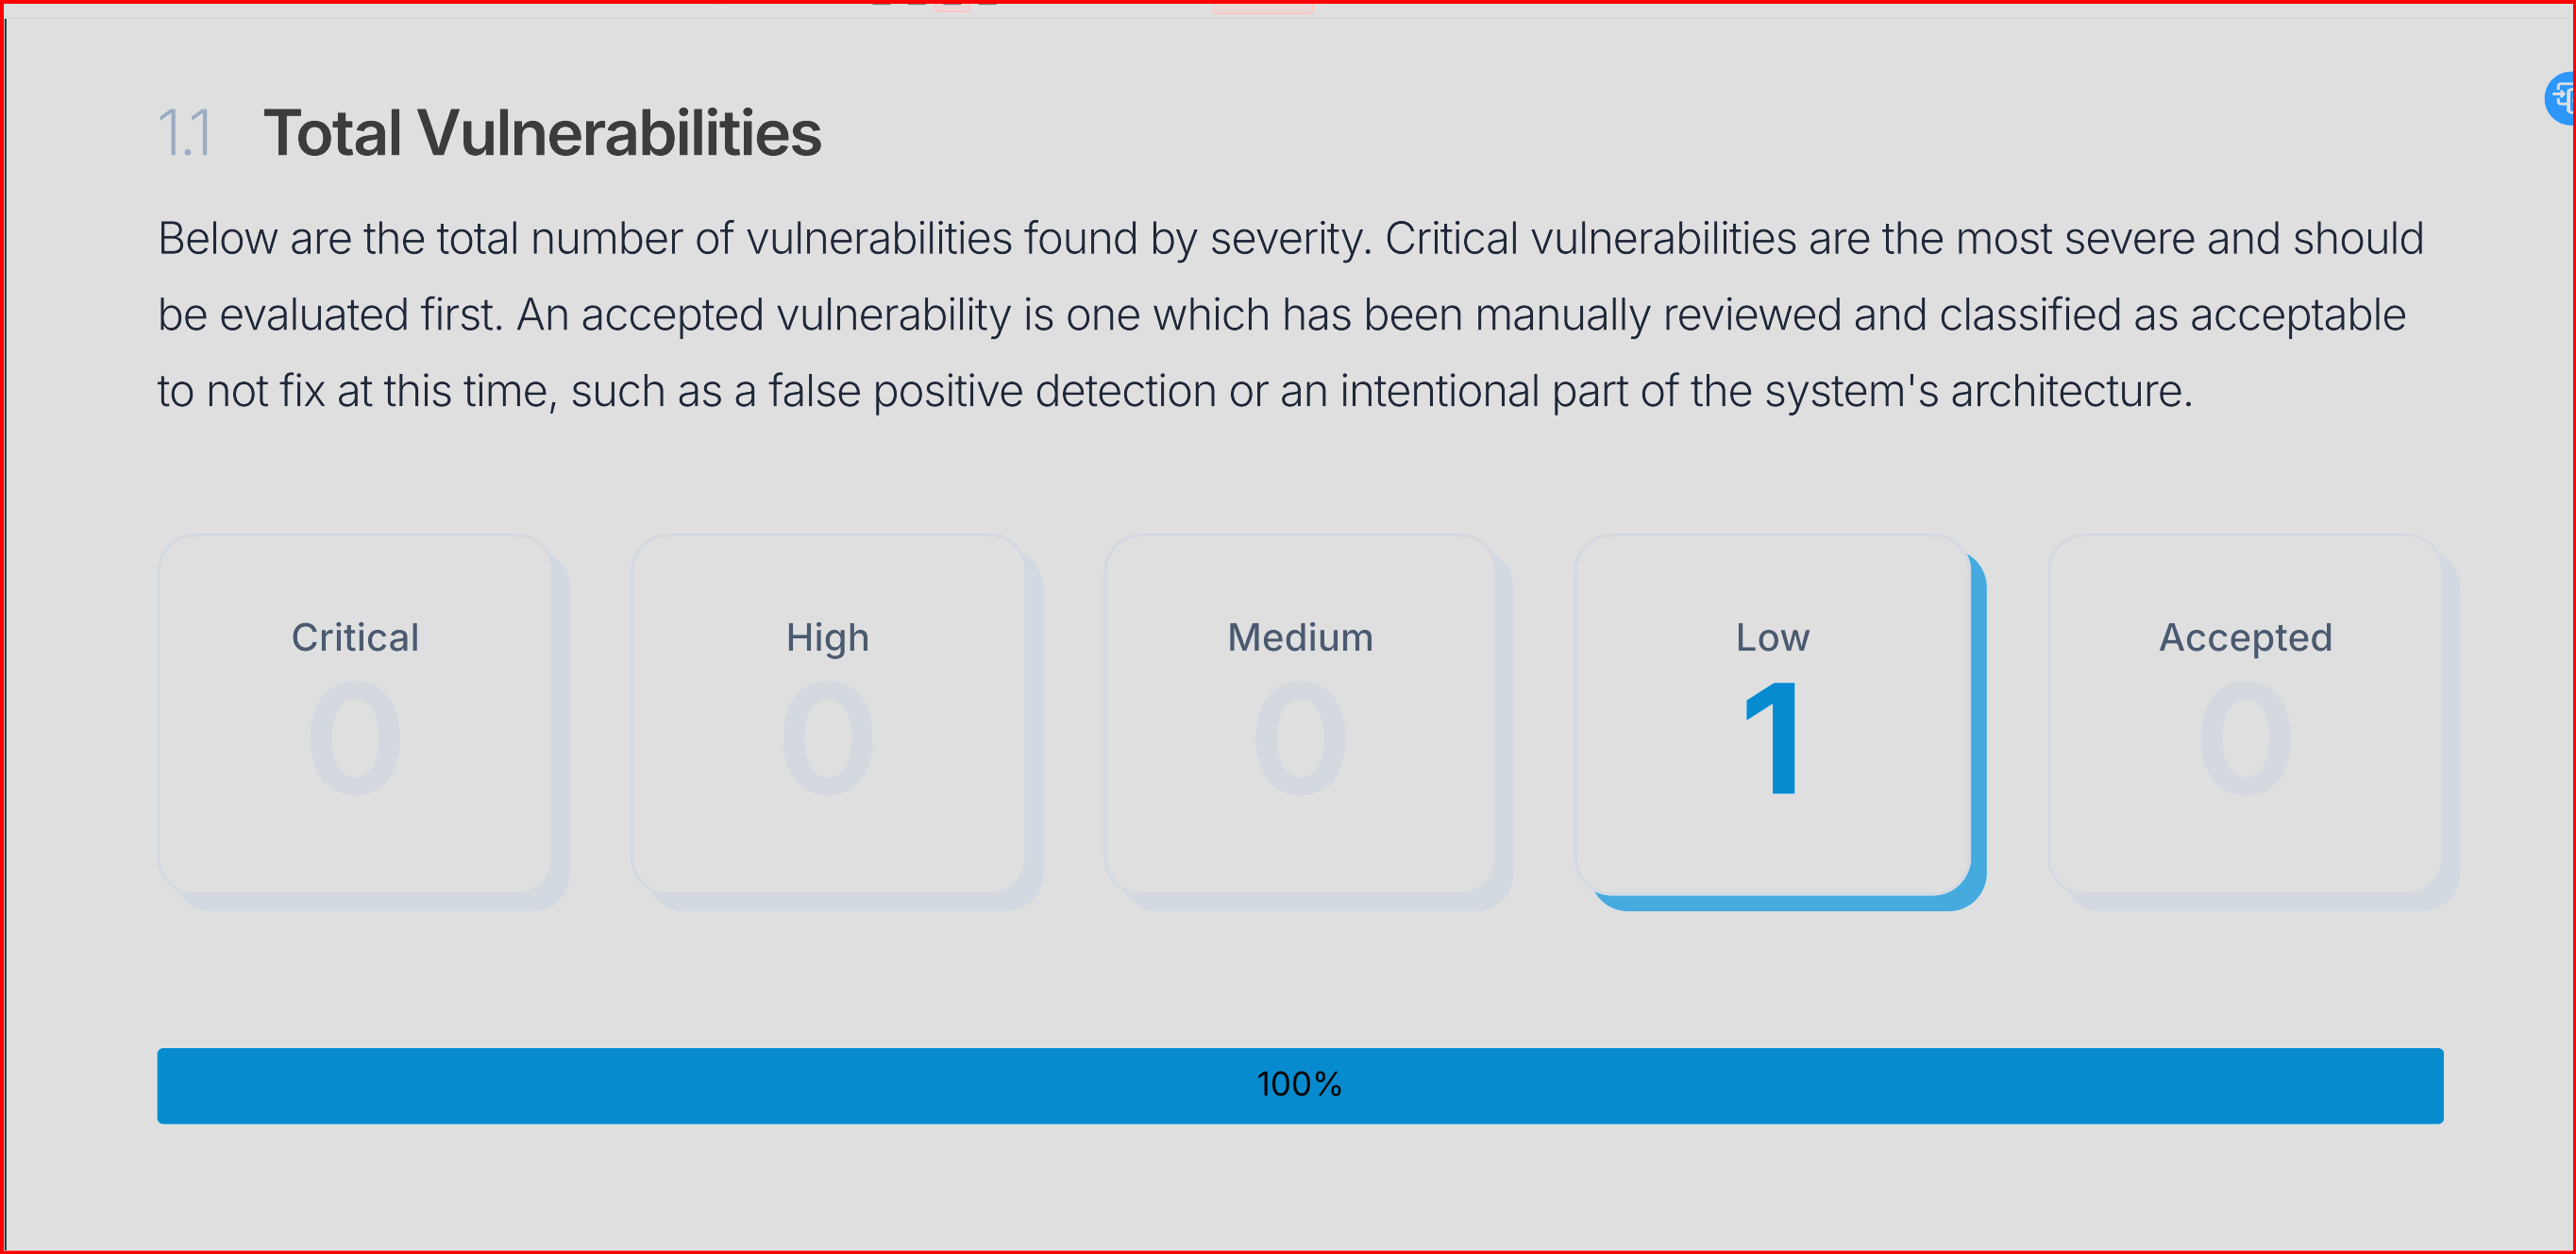 1.1 Total Vulnerabilities
Below are the total number of vulnerabilities found by severity. Critical vulnerabilities are the most severe and should
be evaluated first. An accepted vulnerability is one which has been manually reviewed and classified as acceptable
to not fix at this time, such as a false positive detection or an intentional part of the system's architecture.
Critical High Medium Low Accepted
0 0 0 1 0
100%